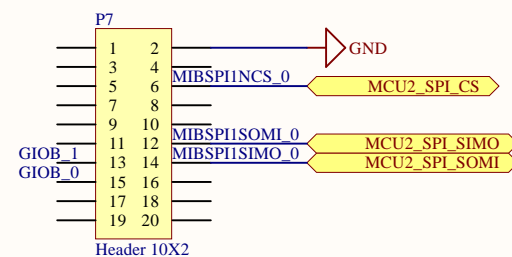 P7
1 2 GND
3 4
MIBSPI1NCS_0
5 6 MCU2_SPI_CS
7 8
9 10
MIBSPI1SOMI_0
11 12 MCU2_SPI_SIMO
GIOB_1 MIBSPI1SIMO_0
13 14 MCU2_SPI_SOMI
GIOB_0
15 16
17 18
19 20
Header 10X2